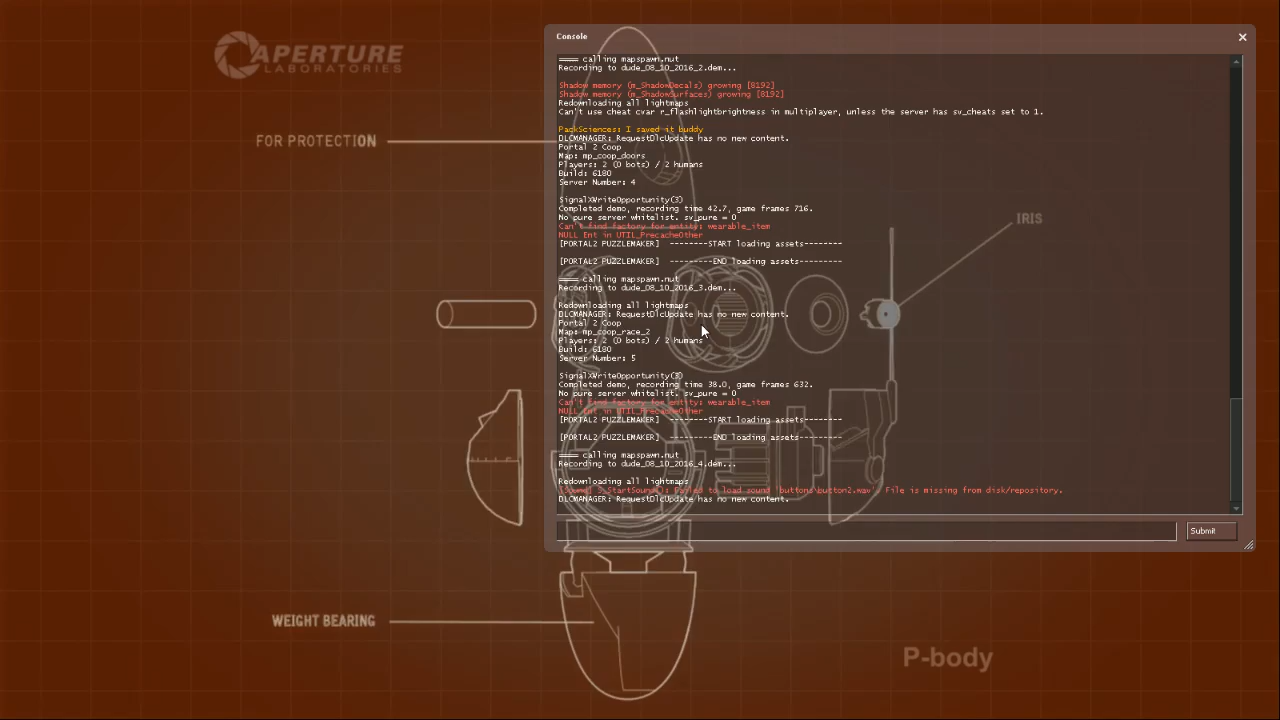 APERTURE
LABORATORIES
FOR PROTECTION
IRIS
WEIGHT BEARING
P-body
Console
==== calling mapspawn.nut
Recording to dude_08_10_2016_2.dem...
Shadow memory (m_ShadowDecals) growing [8192]
Shadow memory (m_ShadowSurfaces) growing [8192]
Redownloading all lightmaps
Can't use cheat cvar r_flashlightbrightness in multiplayer, unless the server has sv_cheats set to 1.
PackSciences: I saved it buddy
DLCMANAGER: RequestDlcUpdate has no new content.
Portal 2 Coop
Map: mp_coop_doors
Players: 2 (0 bots) / 2 humans
Build: 6180
Server Number: 4
SignalXWriteOpportunity(3)
Completed demo, recording time 42.7, game frames 716.
No pure server whitelist. sv_pure = 0
Can't find factory for entity: wearable_item
NULL Ent in UTIL_PrecacheOther
[PORTAL2 PUZZLEMAKER] --------START loading assets--------
[PORTAL2 PUZZLEMAKER] ---------END loading assets---------
==== calling mapspawn.nut
Recording to dude_08_10_2016_3.dem...
Redownloading all lightmaps
DLCMANAGER: RequestDlcUpdate has no new content.
Portal 2 Coop
Map: mp_coop_race_2
Players: 2 (0 bots) / 2 humans
Build: 6180
Server Number: 5
SignalXWriteOpportunity(3)
Completed demo, recording time 38.0, game frames 632.
No pure server whitelist. sv_pure = 0
Can't find factory for entity: wearable_item
NULL Ent in UTIL_PrecacheOther
[PORTAL2 PUZZLEMAKER] --------START loading assets--------
[PORTAL2 PUZZLEMAKER] ---------END loading assets---------
==== calling mapspawn.nut
Recording to dude_08_10_2016_4.dem...
Redownloading all lightmaps
[Sound] S_StartSound(): Failed to load sound 'buttons\button2.wav', File is missing from disk/repository.
DLCMANAGER: RequestDlcUpdate has no new content.
Submit